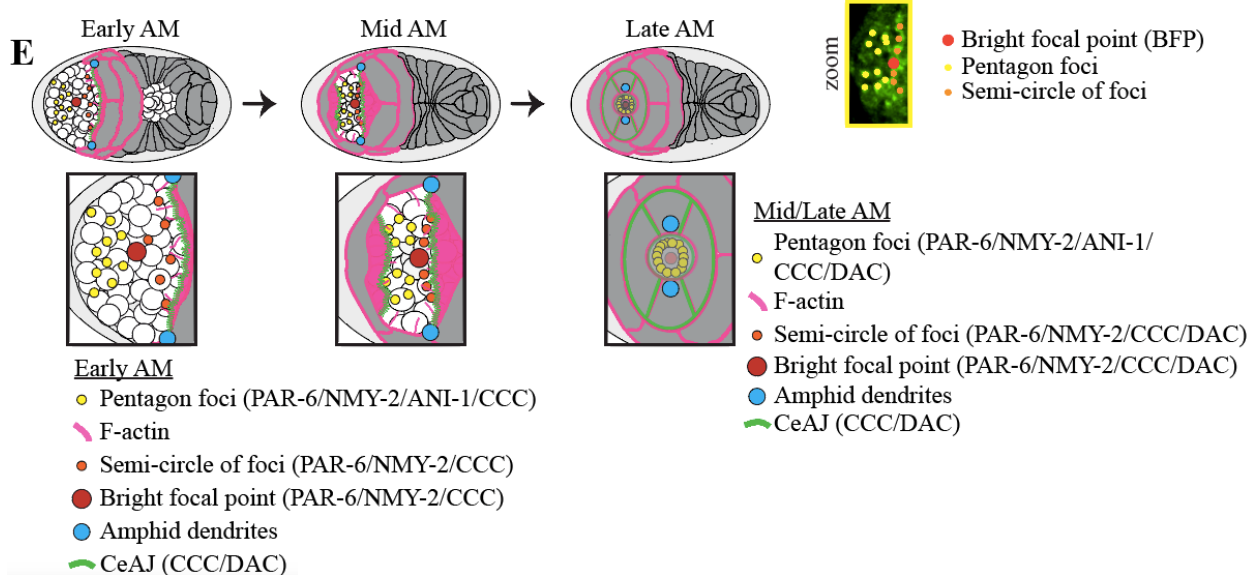 E
Early AM
Mid AM
Late AM
zoom
Bright focal point (BFP)
Pentagon foci
Semi-circle of foci
Mid/Late AM
Pentagon foci (PAR-6/NMY-2/ANI-1/
CCC/DAC)
F-actin
Semi-circle of foci (PAR-6/NMY-2/CCC/DAC)
Bright focal point (PAR-6/NMY-2/CCC/DAC)
Amphid dendrites
CeAJ (CCC/DAC)
Early AM
Pentagon foci (PAR-6/NMY-2/ANI-1/CCC)
F-actin
Semi-circle of foci (PAR-6/NMY-2/CCC)
Bright focal point (PAR-6/NMY-2/CCC)
Amphid dendrites
CeAJ (CCC/DAC)